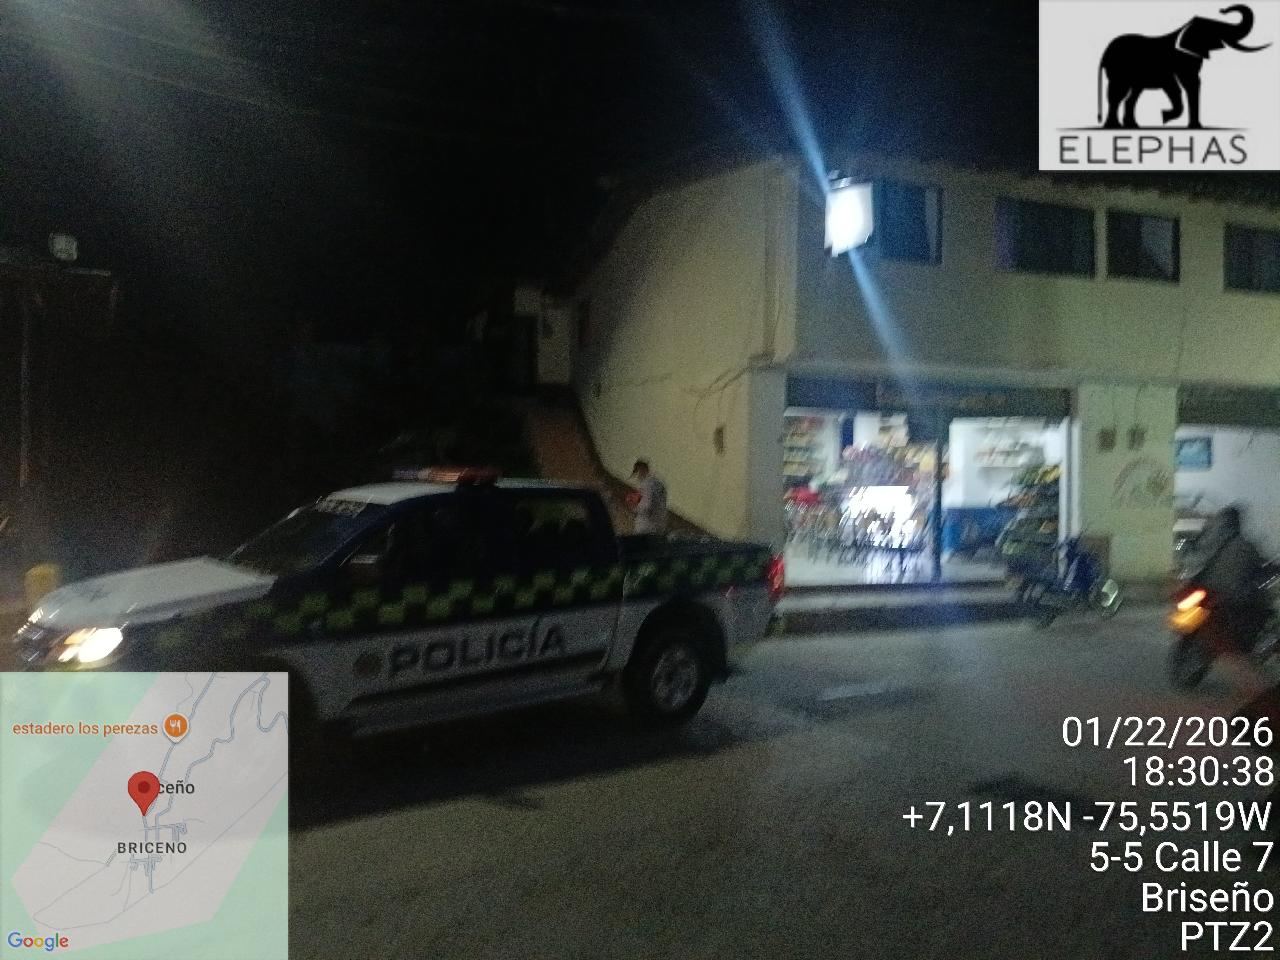 ELEPHAS
POLICÍA
estadero los perezas
ceño
BRICENO
Google
01/22/2026
18:30:38
+7,1118N -75,5519W
5-5 Calle 7
Briseño
PTZ2